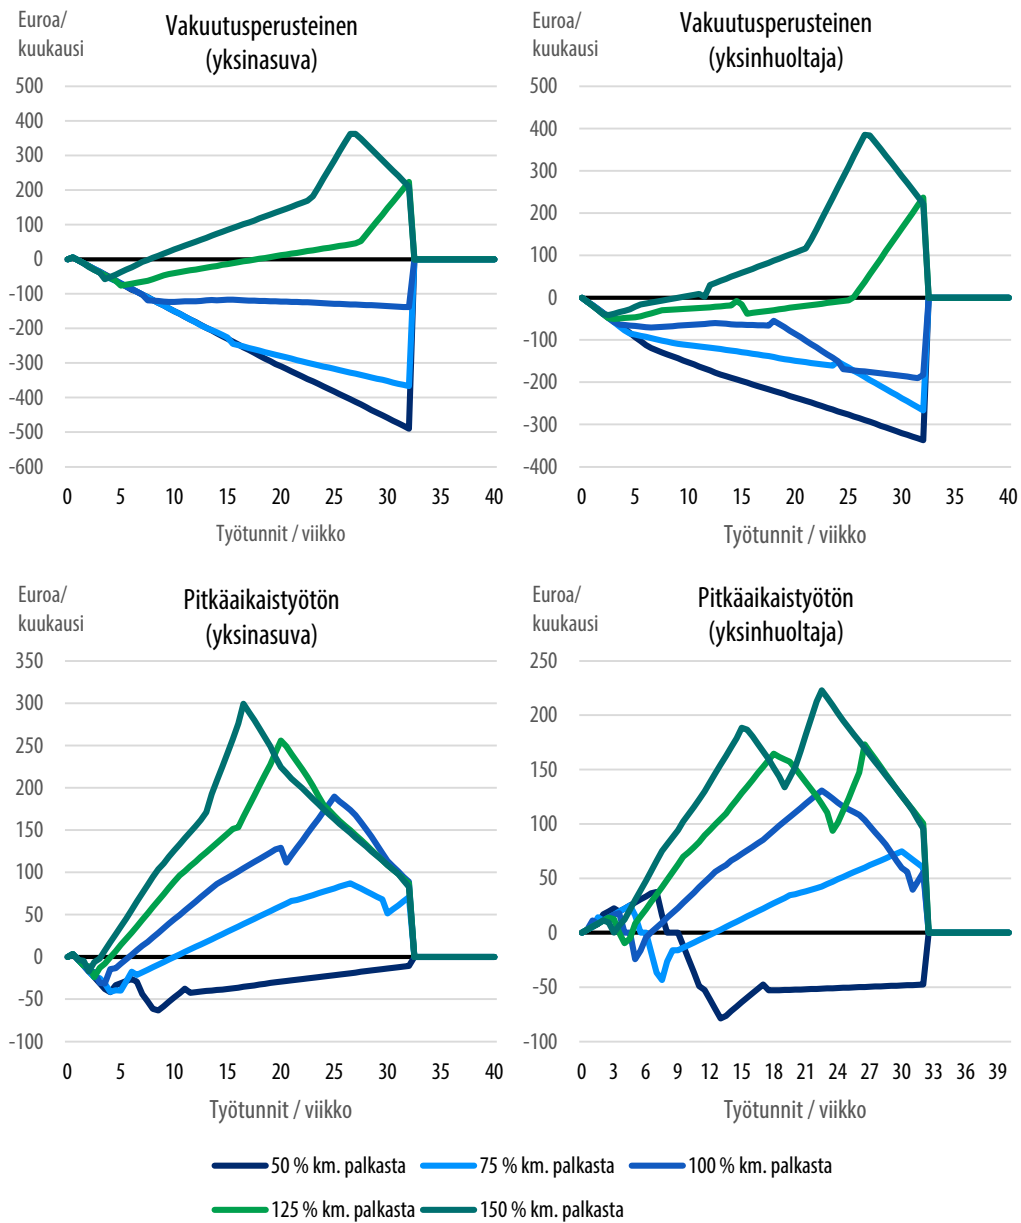 Euroa/
kuukausi
Vakuutusperusteinen
(yksinasuva)
500
400
300
200
100
0
-100
-200
-300
-400
-500
-600
0 5 10 15 20 25 30 35 40
Työtunnit / viikko
Euroa/
kuukausi
Vakuutusperusteinen
(yksinhuoltaja)
500
400
300
200
100
0
-100
-200
-300
-400
0 5 10 15 20 25 30 35 40
Työtunnit / viikko
Euroa/
kuukausi
Pitkäaikaistyötön
(yksinasuva)
350
300
250
200
150
100
50
0
-50
-100
0 5 10 15 20 25 30 35 40
Työtunnit / viikko
Euroa/
kuukausi
Pitkäaikaistyötön
(yksinhuoltaja)
250
200
150
100
50
0
-50
-100
0 3 6 9 12 15 18 21 24 27 30 33 36 39
Työtunnit / viikko
50 % km. palkasta 75 % km. palkasta 100 % km. palkasta
125 % km. palkasta 150 % km. palkasta